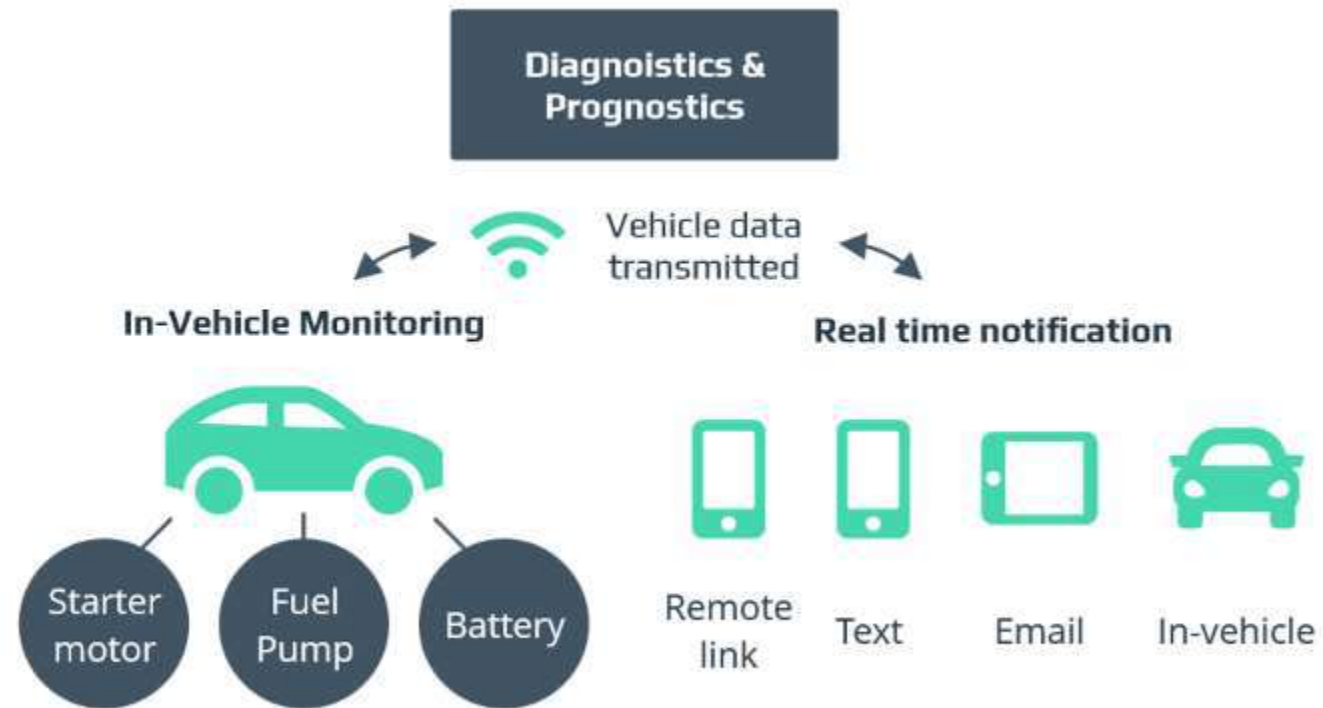 Diagnoistics &
Prognostics
Vehicle data
transmitted
In-Vehicle Monitoring
Starter
motor
Fuel
Pump
Battery
Real time notification
Remote
link
Text
Email
In-vehicle